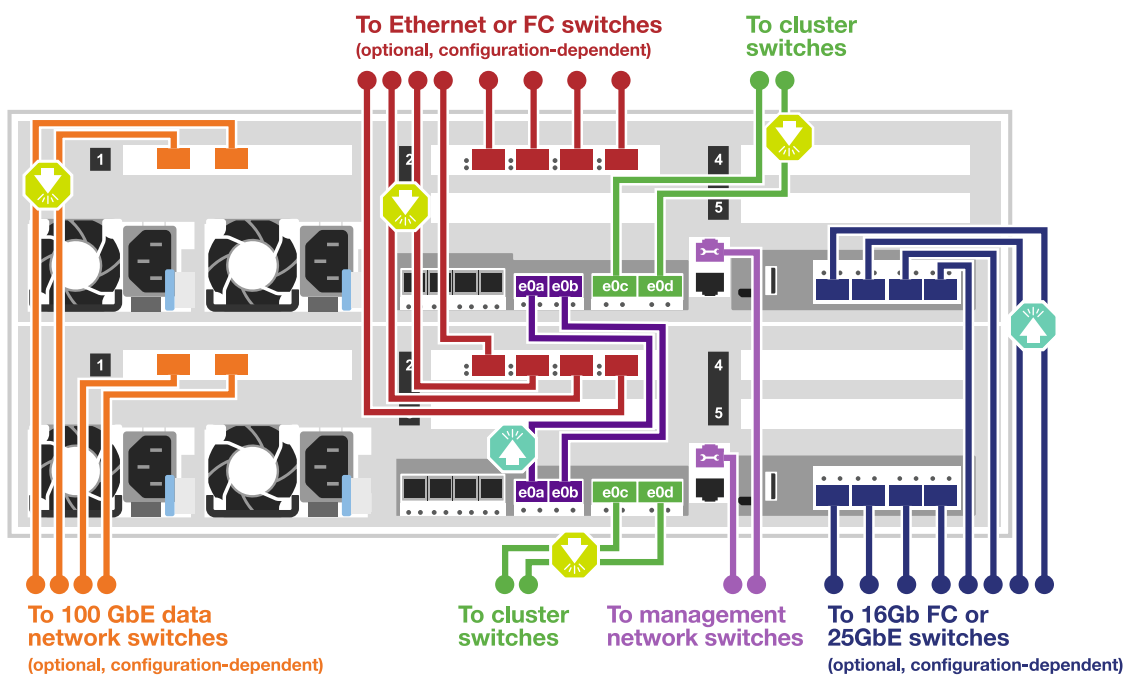 To Ethernet or FC switches
(optional, configuration-dependent)
To cluster
switches
1
2
4
5
e0a e0b e0c e0d
1
2
4
5
e0a e0b e0c e0d
To 100 GbE data
network switches
(optional, configuration-dependent)
To cluster
switches
To management
network switches
To 16Gb FC or
25GbE switches
(optional, configuration-dependent)